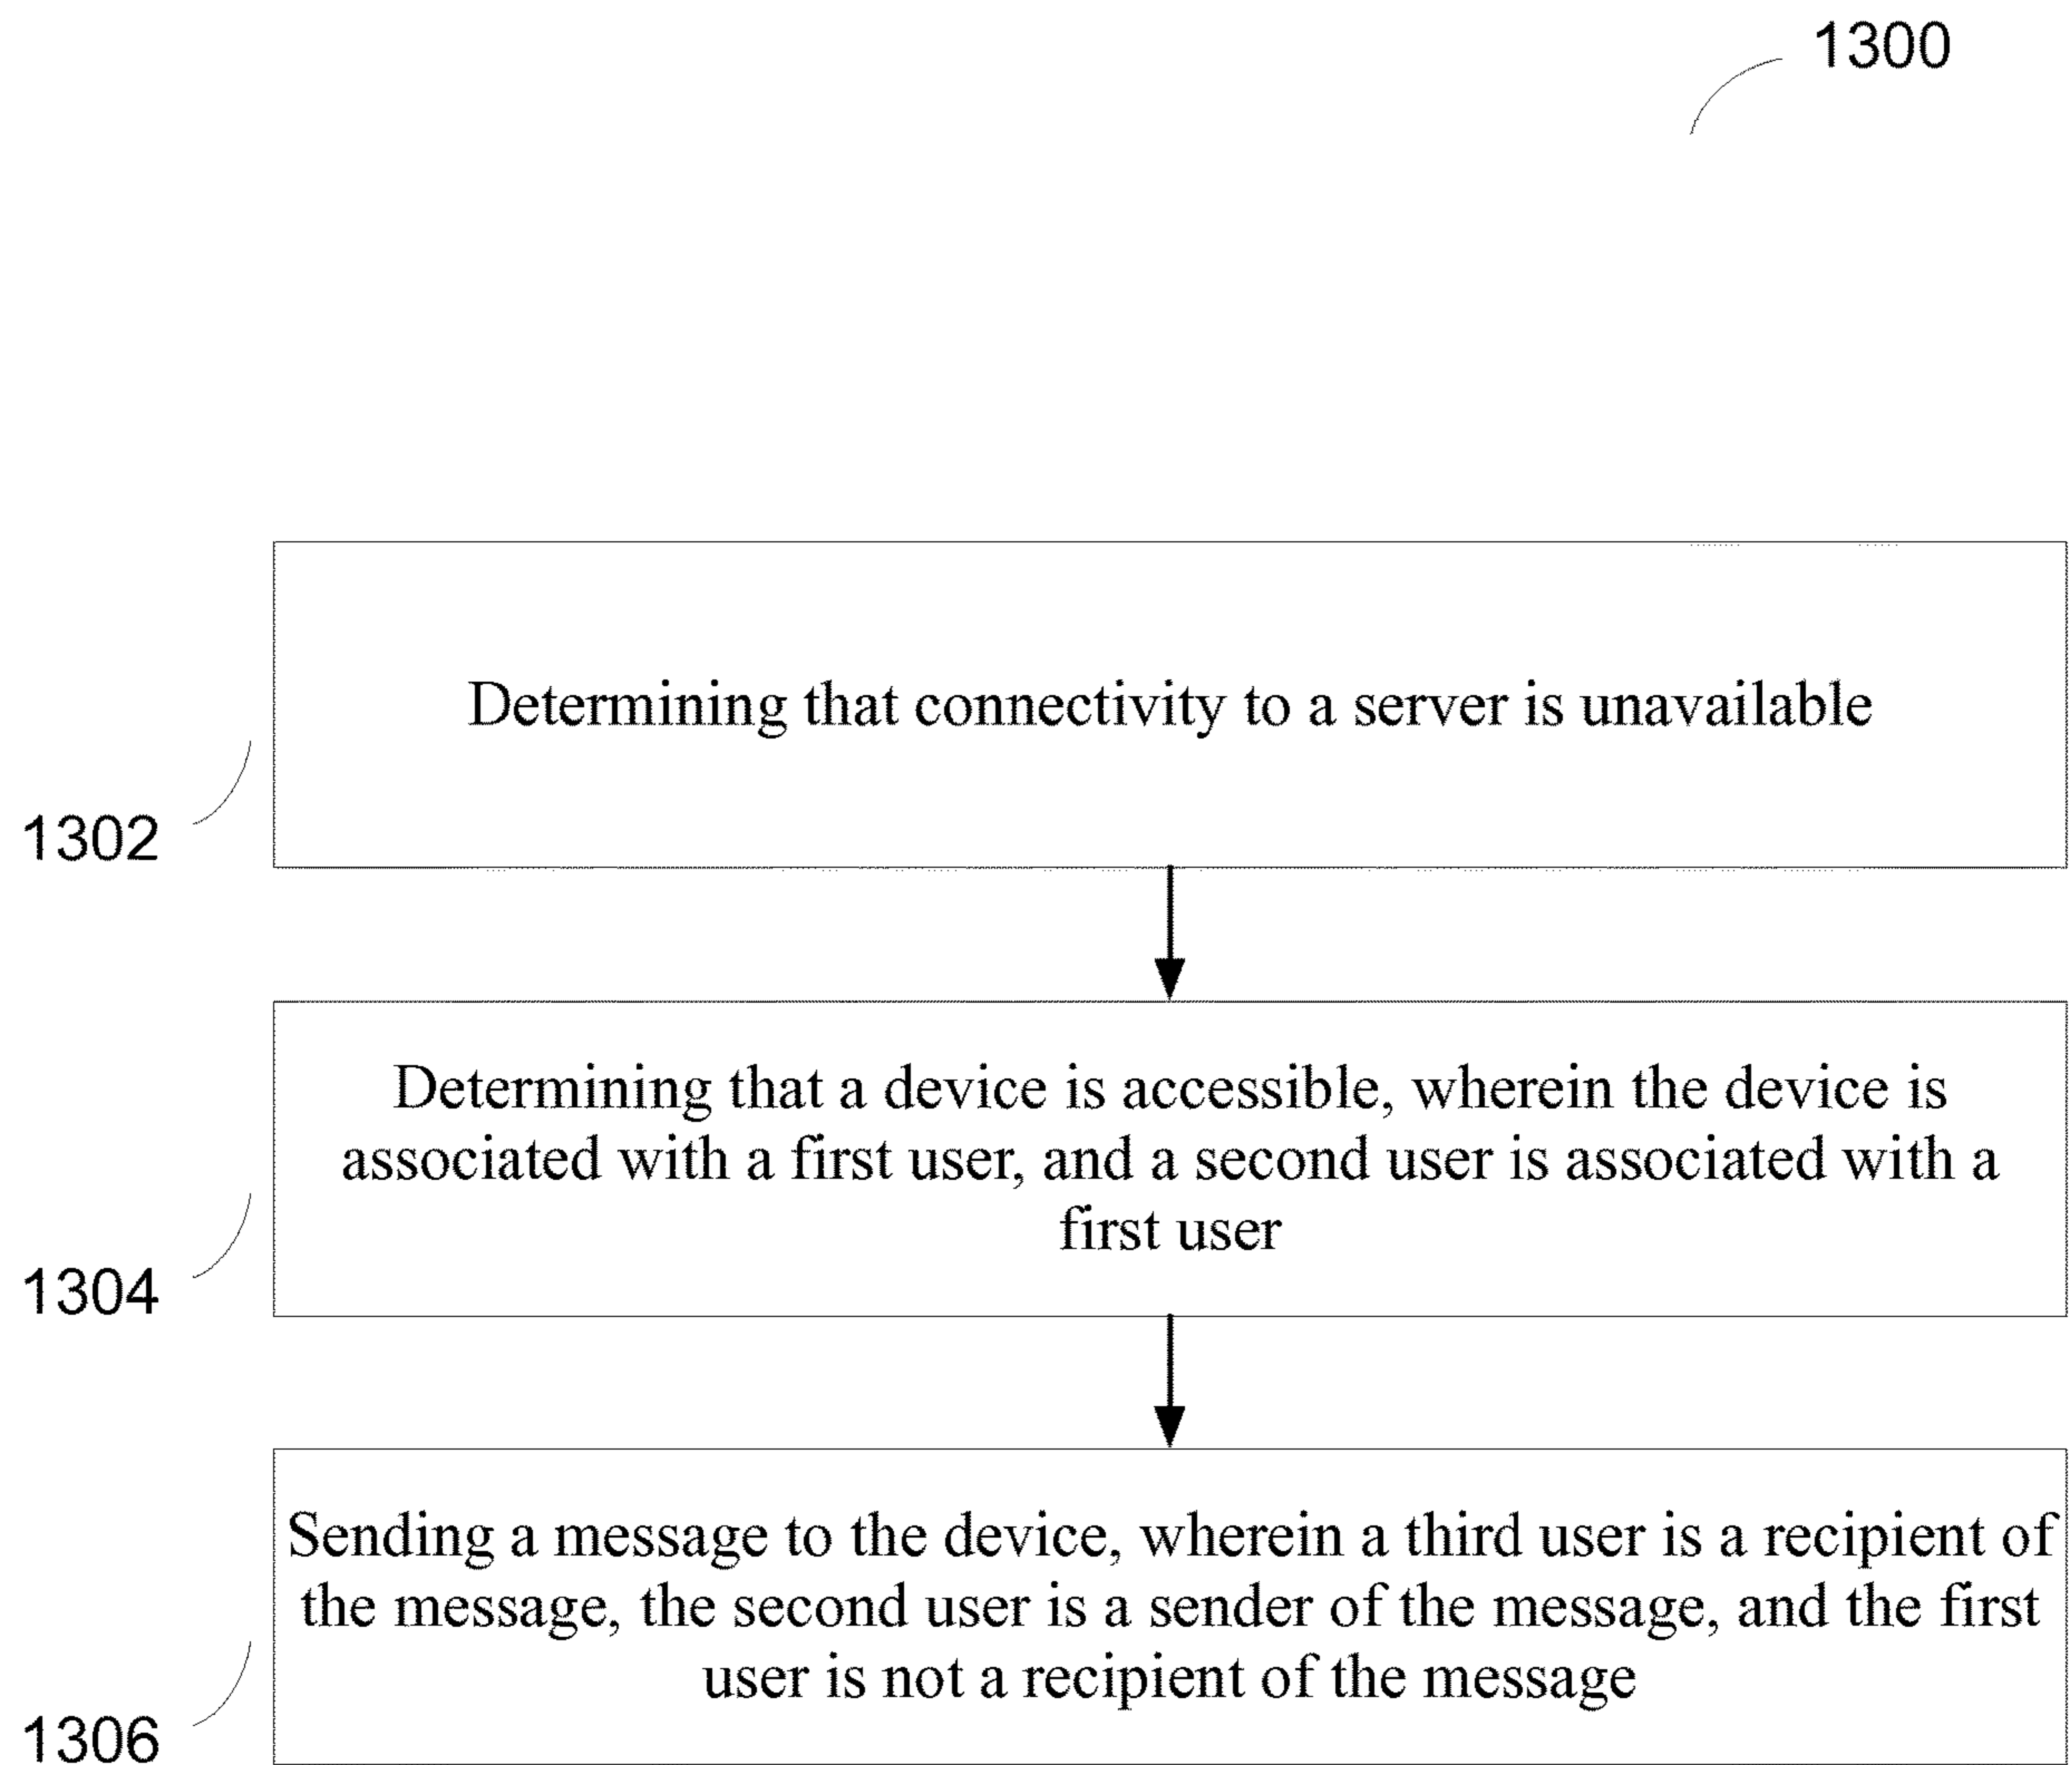 1300
Determining that connectivity to a server is unavailable
1302
Determining that a device is accessible, wherein the device is
associated with a first user, and a second user is associated with a
first user
1304
Sending a message to the device, wherein a third user is a recipient of
the message, the second user is a sender of the message, and the first
user is not a recipient of the message
1306